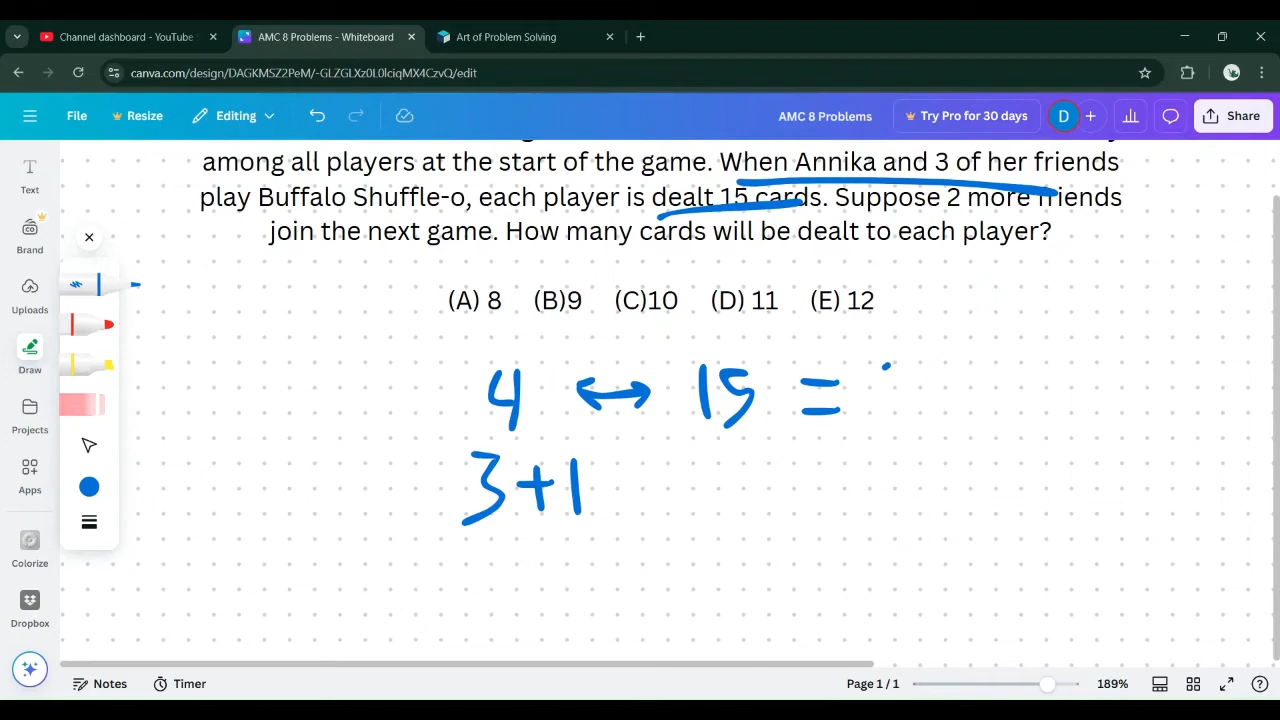 Channel dashboard - YouTube
AMC 8 Problems - Whiteboard
Art of Problem Solving
canva.com/design/DAGKMSZ2PeM/-GLZGLXz0L0lciqMX4CzvQ/edit
File
Resize
Editing
AMC 8 Problems
Try Pro for 30 days
D
Share
among all players at the start of the game. When Annika and 3 of her friends
play Buffalo Shuffle-o, each player is dealt 15 cards. Suppose 2 more friends
join the next game. How many cards will be dealt to each player?
(A) 8 (B)9 (C)10 (D) 11 (E) 12
4 ↔ 15 =
3+1
Text
Brand
Uploads
Draw
Projects
Apps
Colorize
Dropbox
Notes
Timer
Page 1 / 1
189%